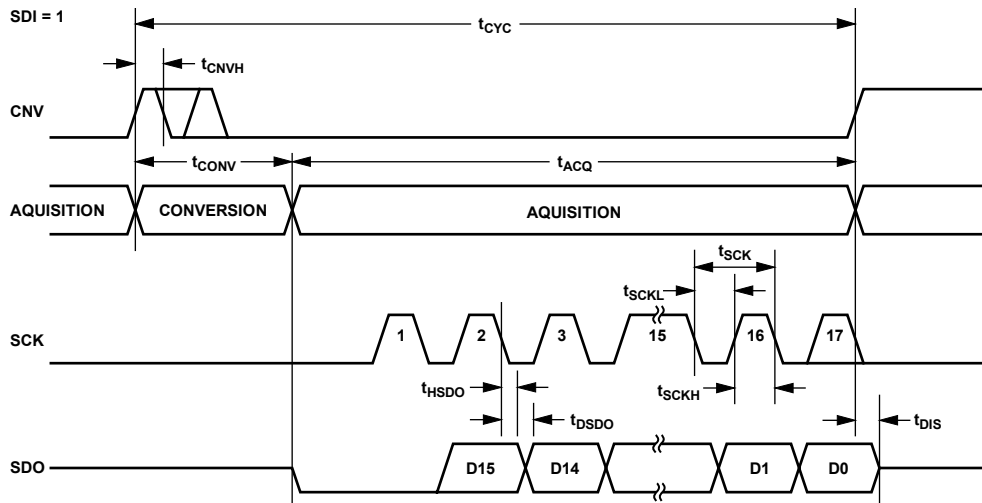 SDI = 1
tCYC
tCNVH
CNV
tCONV
tACQ
AQUISITION
CONVERSION
AQUISITION
tSCK
tSCKL
SCK
1
2
3
15
16
17
tHSDO
tSCKH
tDSDO
tDIS
SDO
D15
D14
D1
D0